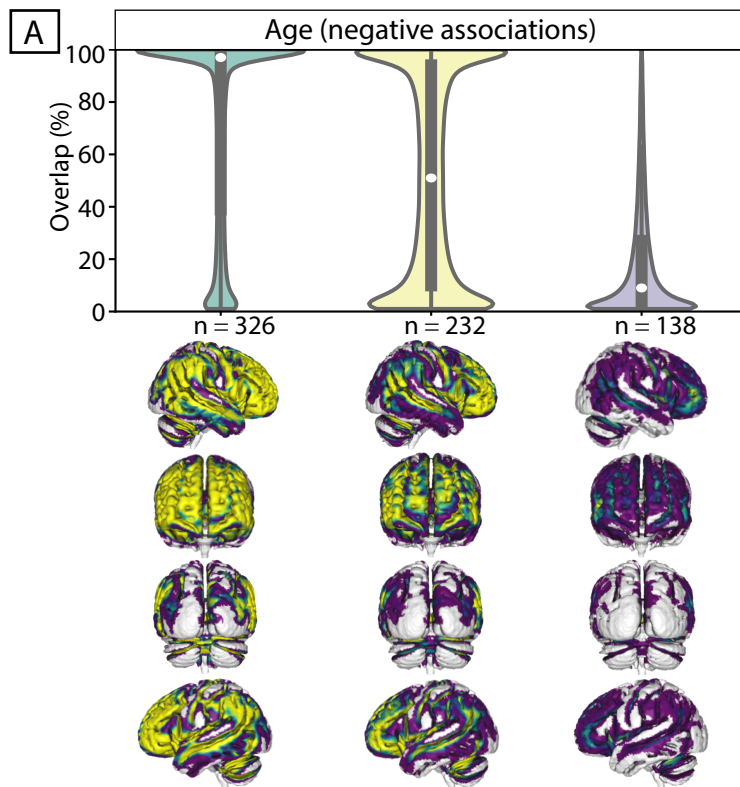 A
Age (negative associations)
Overlap (%)
100
80
60
40
20
0
n = 326
n = 232
n = 138